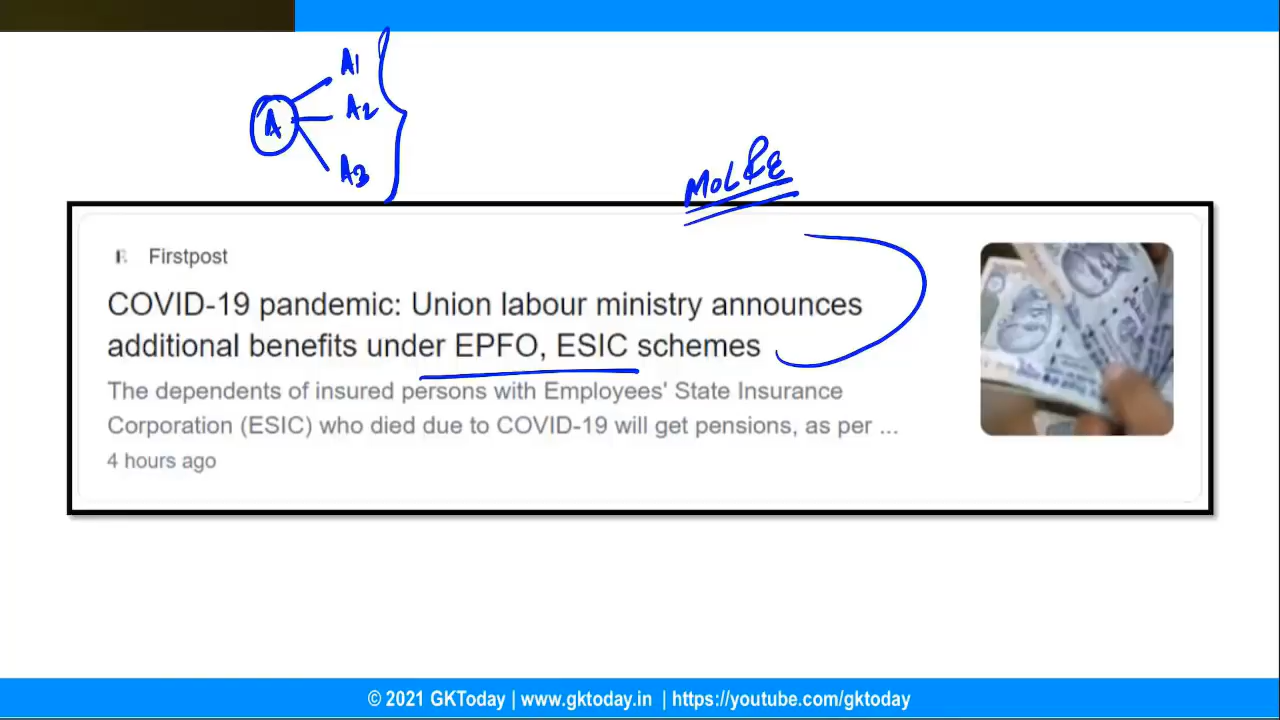 A1
A
A2
A3
MOL&E
Firstpost
COVID-19 pandemic: Union labour ministry announces
additional benefits under EPFO, ESIC schemes
The dependents of insured persons with Employees' State Insurance
Corporation (ESIC) who died due to COVID-19 will get pensions, as per ...
4 hours ago
© 2021 GKToday | www.gktoday.in | https://youtube.com/gktoday